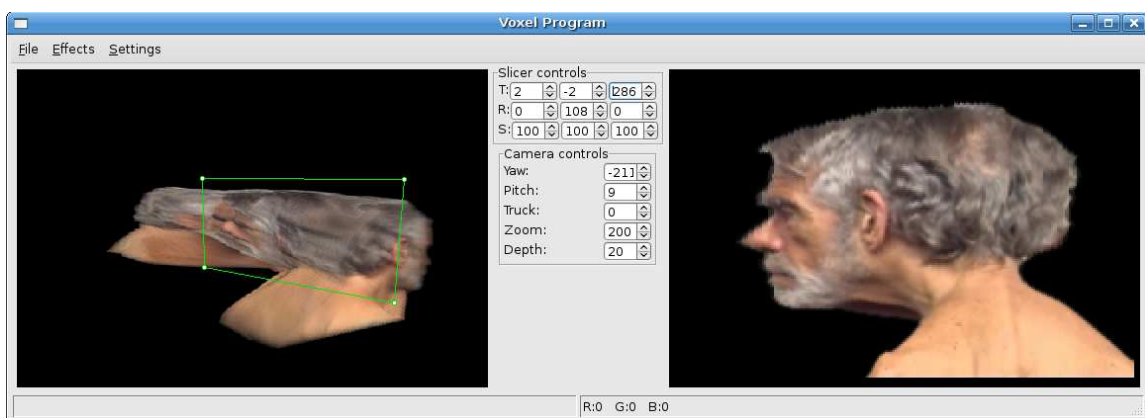 Voxel Program
File Effects Settings
Slicer controls
T: 2 -2 286
R: 0 108 0
S: 100 100 100
Camera controls
Yaw: -211
Pitch: 9
Truck: 0
Zoom: 200
Depth: 20
R:0 G:0 B:0